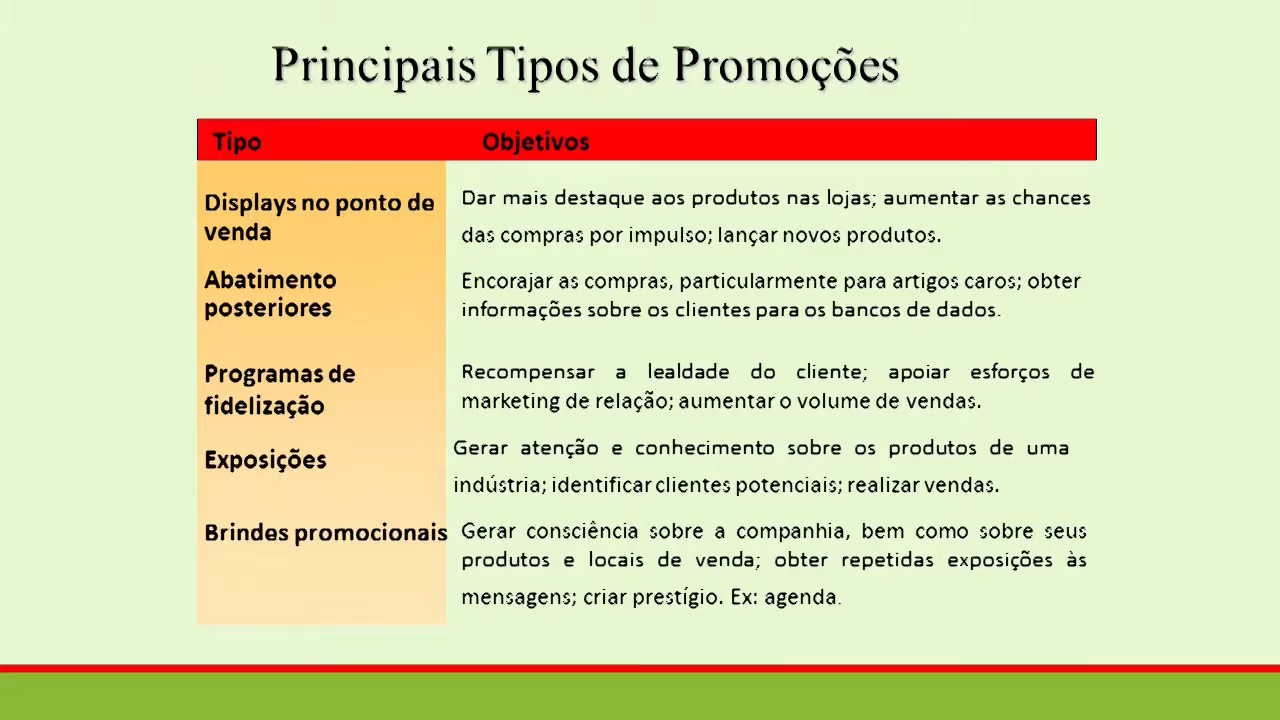 Principais Tipos de Promoções
Tipo Objetivos
Displays no ponto de
venda
Dar mais destaque aos produtos nas lojas; aumentar as chances
das compras por impulso; lançar novos produtos.
Abatimento
posteriores
Encorajar as compras, particularmente para artigos caros; obter
informações sobre os clientes para os bancos de dados.
Programas de
fidelização
Recompensar a lealdade do cliente; apoiar esforços de
marketing de relação; aumentar o volume de vendas.
Exposições
Gerar atenção e conhecimento sobre os produtos de uma
indústria; identificar clientes potenciais; realizar vendas.
Brindes promocionais
Gerar consciência sobre a companhia, bem como sobre seus
produtos e locais de venda; obter repetidas exposições às
mensagens; criar prestígio. Ex: agenda.